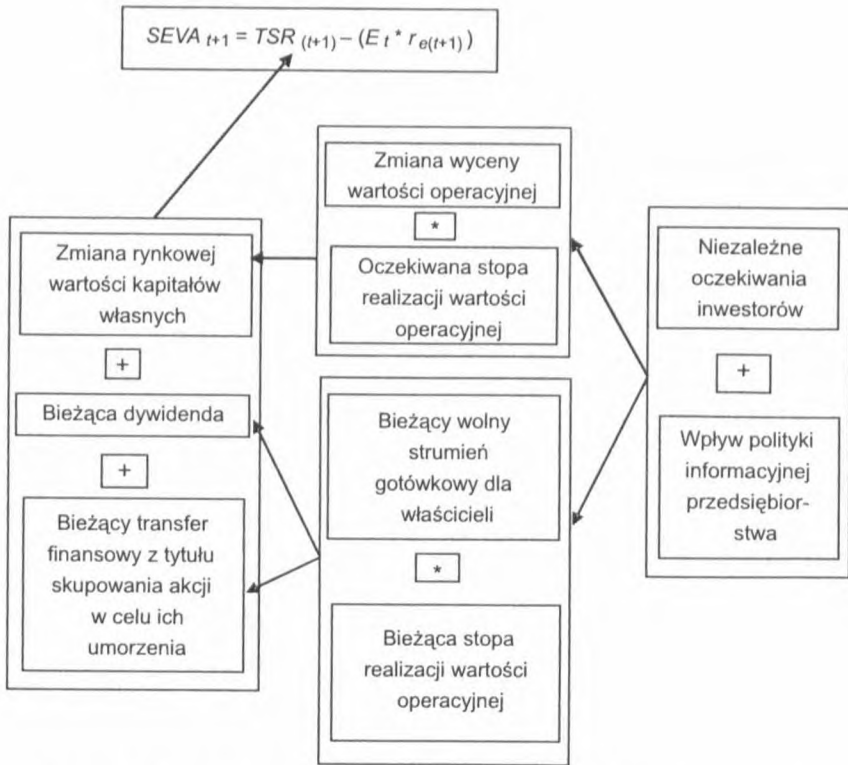 SEVA t+1 = TSR (t+1) – (E t * r e(t+1) )
Zmiana rynkowej
wartości kapitałów
własnych
+
Bieżąca dywidenda
+
Bieżący transfer
finansowy z tytułu
skupowania akcji
w celu ich
umorzenia
Zmiana wyceny
wartości operacyjnej
*
Oczekiwana stopa
realizacji wartości
operacyjnej
Bieżący wolny
strumień
gotówkowy dla
właścicieli
*
Bieżąca stopa
realizacji wartości
operacyjnej
Niezależne
oczekiwania
inwestorów
+
Wpływ polityki
informacyjnej
przedsiębior-
stwa